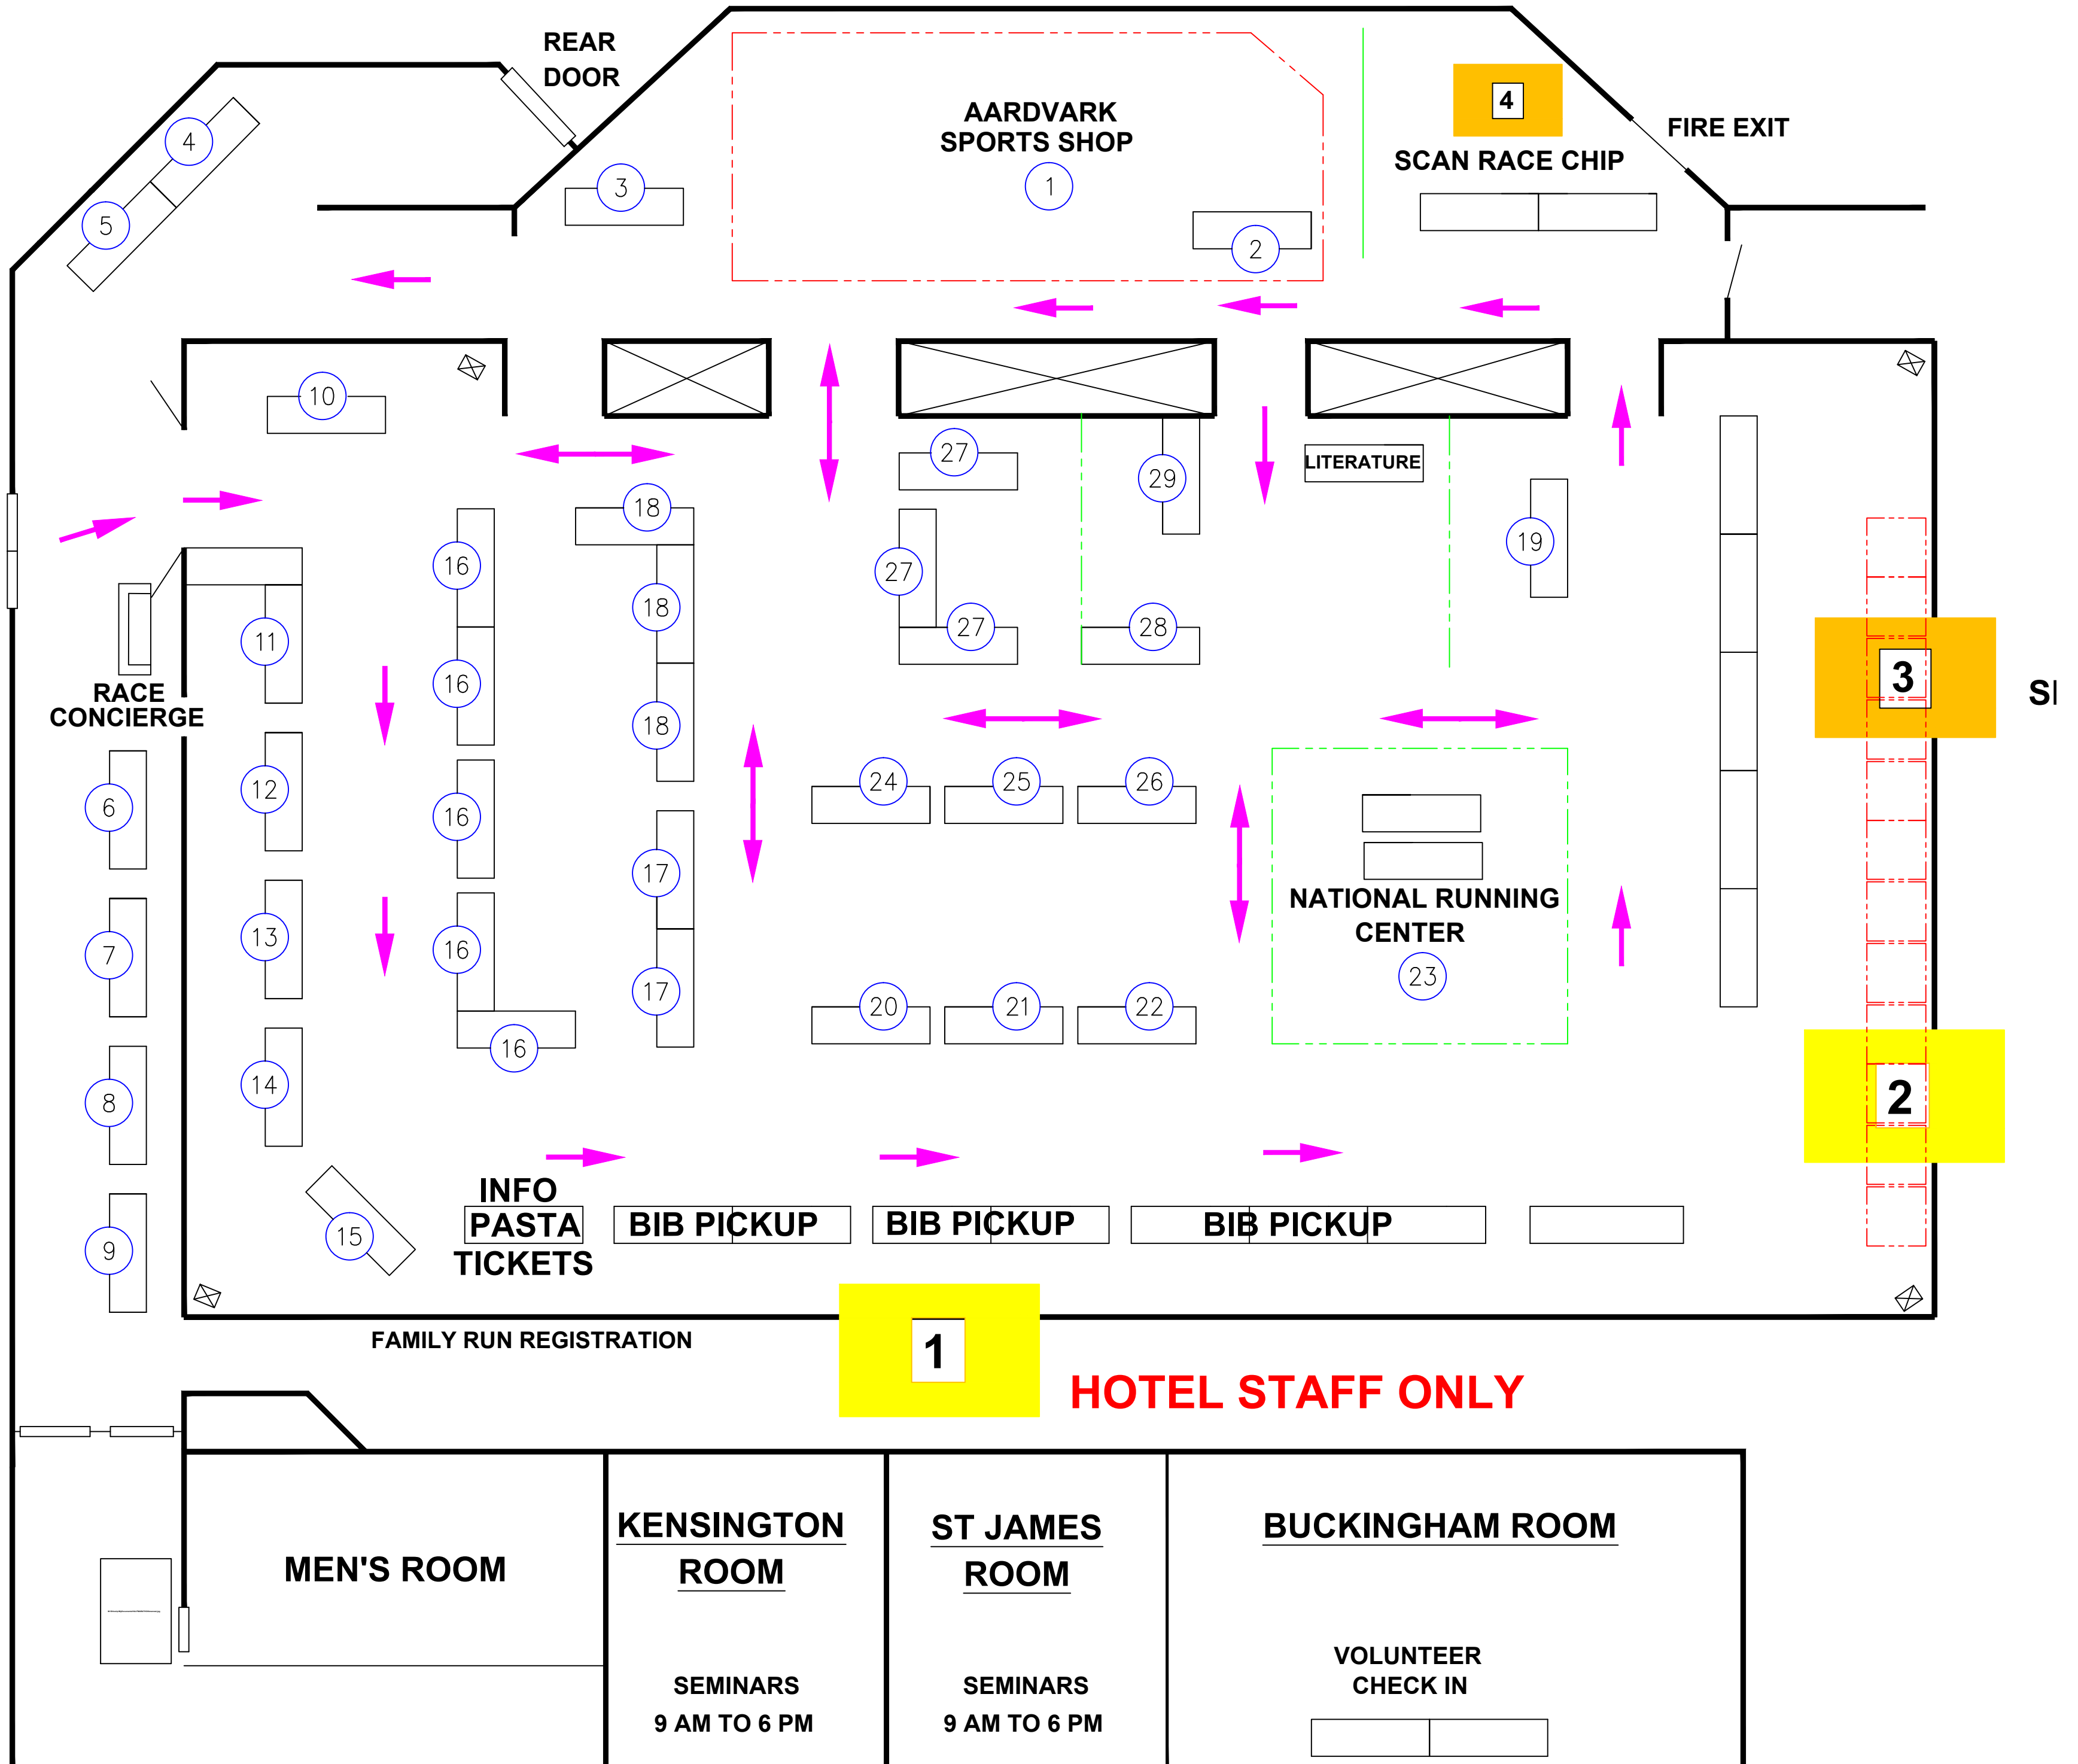 REAR
DOOR
AARDVARK
SPORTS SHOP
1
2
3
4
5
4
SCAN RACE CHIP
FIRE EXIT
10
27
29
LITERATURE
18
19
16
27
18
11
16
27
28
3
SI
RACE
CONCIERGE
18
12
6
16
24
25
26
17
NATIONAL RUNNING
CENTER
23
13
7
16
17
20
21
22
16
14
8
2
15
9
INFO
PASTA
TICKETS
BIB PICKUP
BIB PICKUP
BIB PICKUP
FAMILY RUN REGISTRATION
1
HOTEL STAFF ONLY
MEN'S ROOM
KENSINGTON
ROOM
SEMINARS
9 AM TO 6 PM
ST JAMES
ROOM
SEMINARS
9 AM TO 6 PM
BUCKINGHAM ROOM
VOLUNTEER
CHECK IN